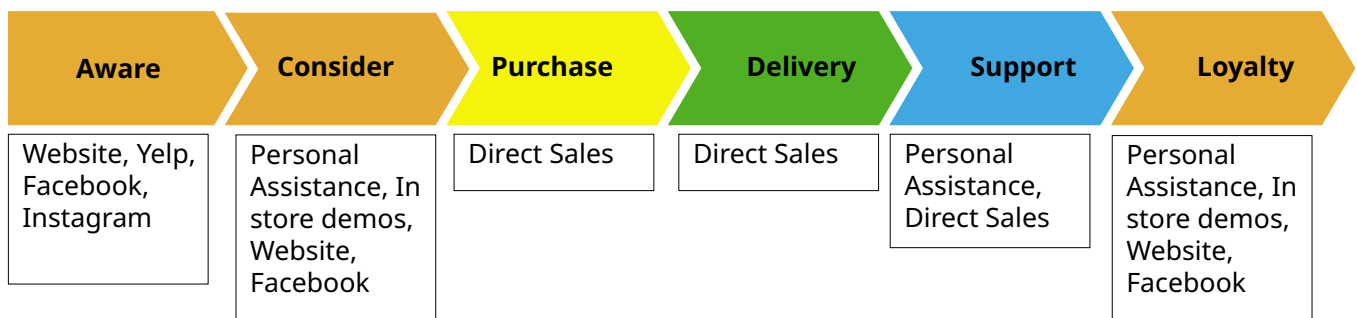 Aware
Consider
Purchase
Delivery
Support
Loyalty
Website, Yelp,
Facebook,
Instagram
Personal
Assistance, In
store demos,
Website,
Facebook
Direct Sales
Direct Sales
Personal
Assistance,
Direct Sales
Personal
Assistance, In
store demos,
Website,
Facebook